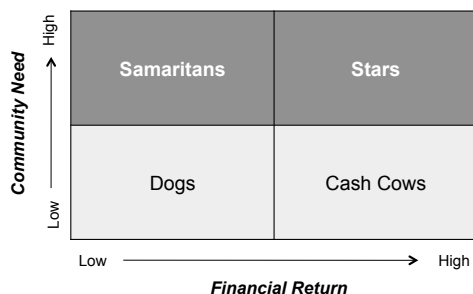 Community Need
High
Low
Samaritans
Stars
Dogs
Cash Cows
Low
High
Financial Return